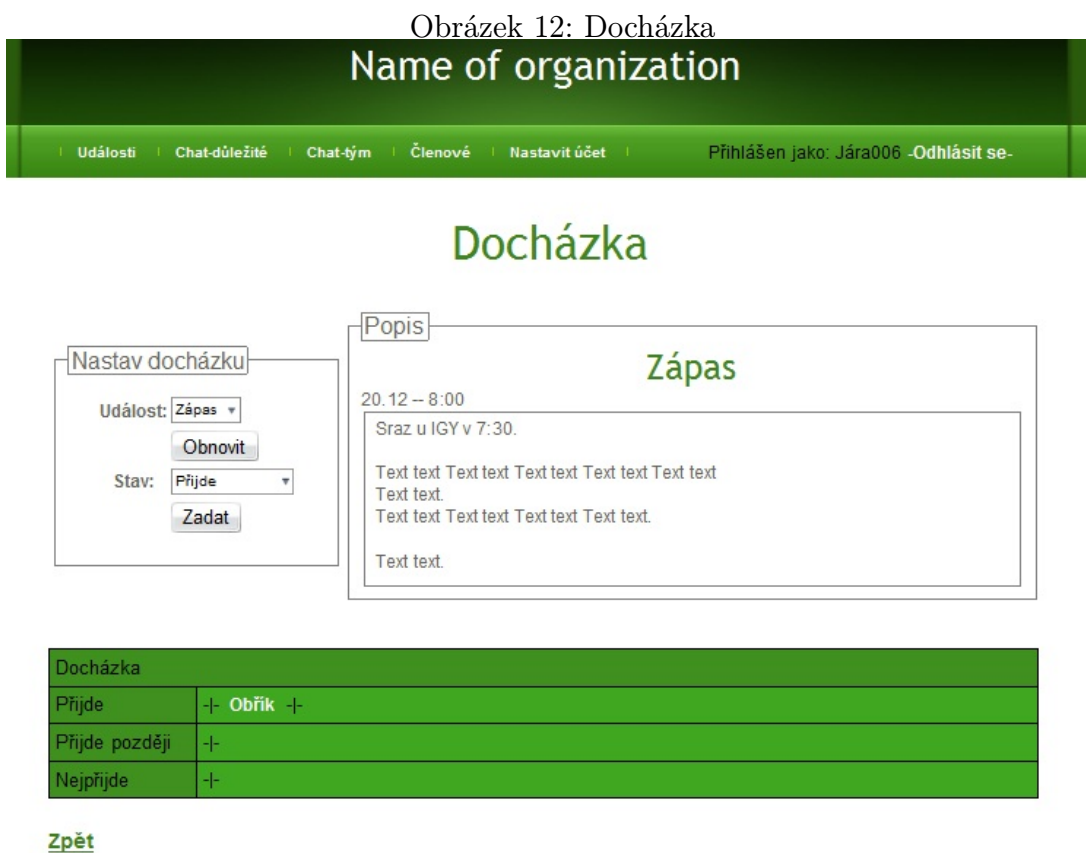 Obrázek 12: Docházka
Name of organization
Události Chat-důležité Chat-tým Členové Nastavit účet Přihlášen jako: Jára006 -Odhlásit se-
Docházka
Nastav docházku
Událost: Zápas
Obnovit
Stav: Přijde
Zadat
Popis
Zápas
20.12 -- 8:00
Sraz u IGY v 7:30.
Text text Text text Text text Text text Text text
Text text.
Text text Text text Text text Text text.
Text text.
Docházka
Přijde -|- Obřík -|-
Přijde později -|-
Nejpřijde -|-
Zpět